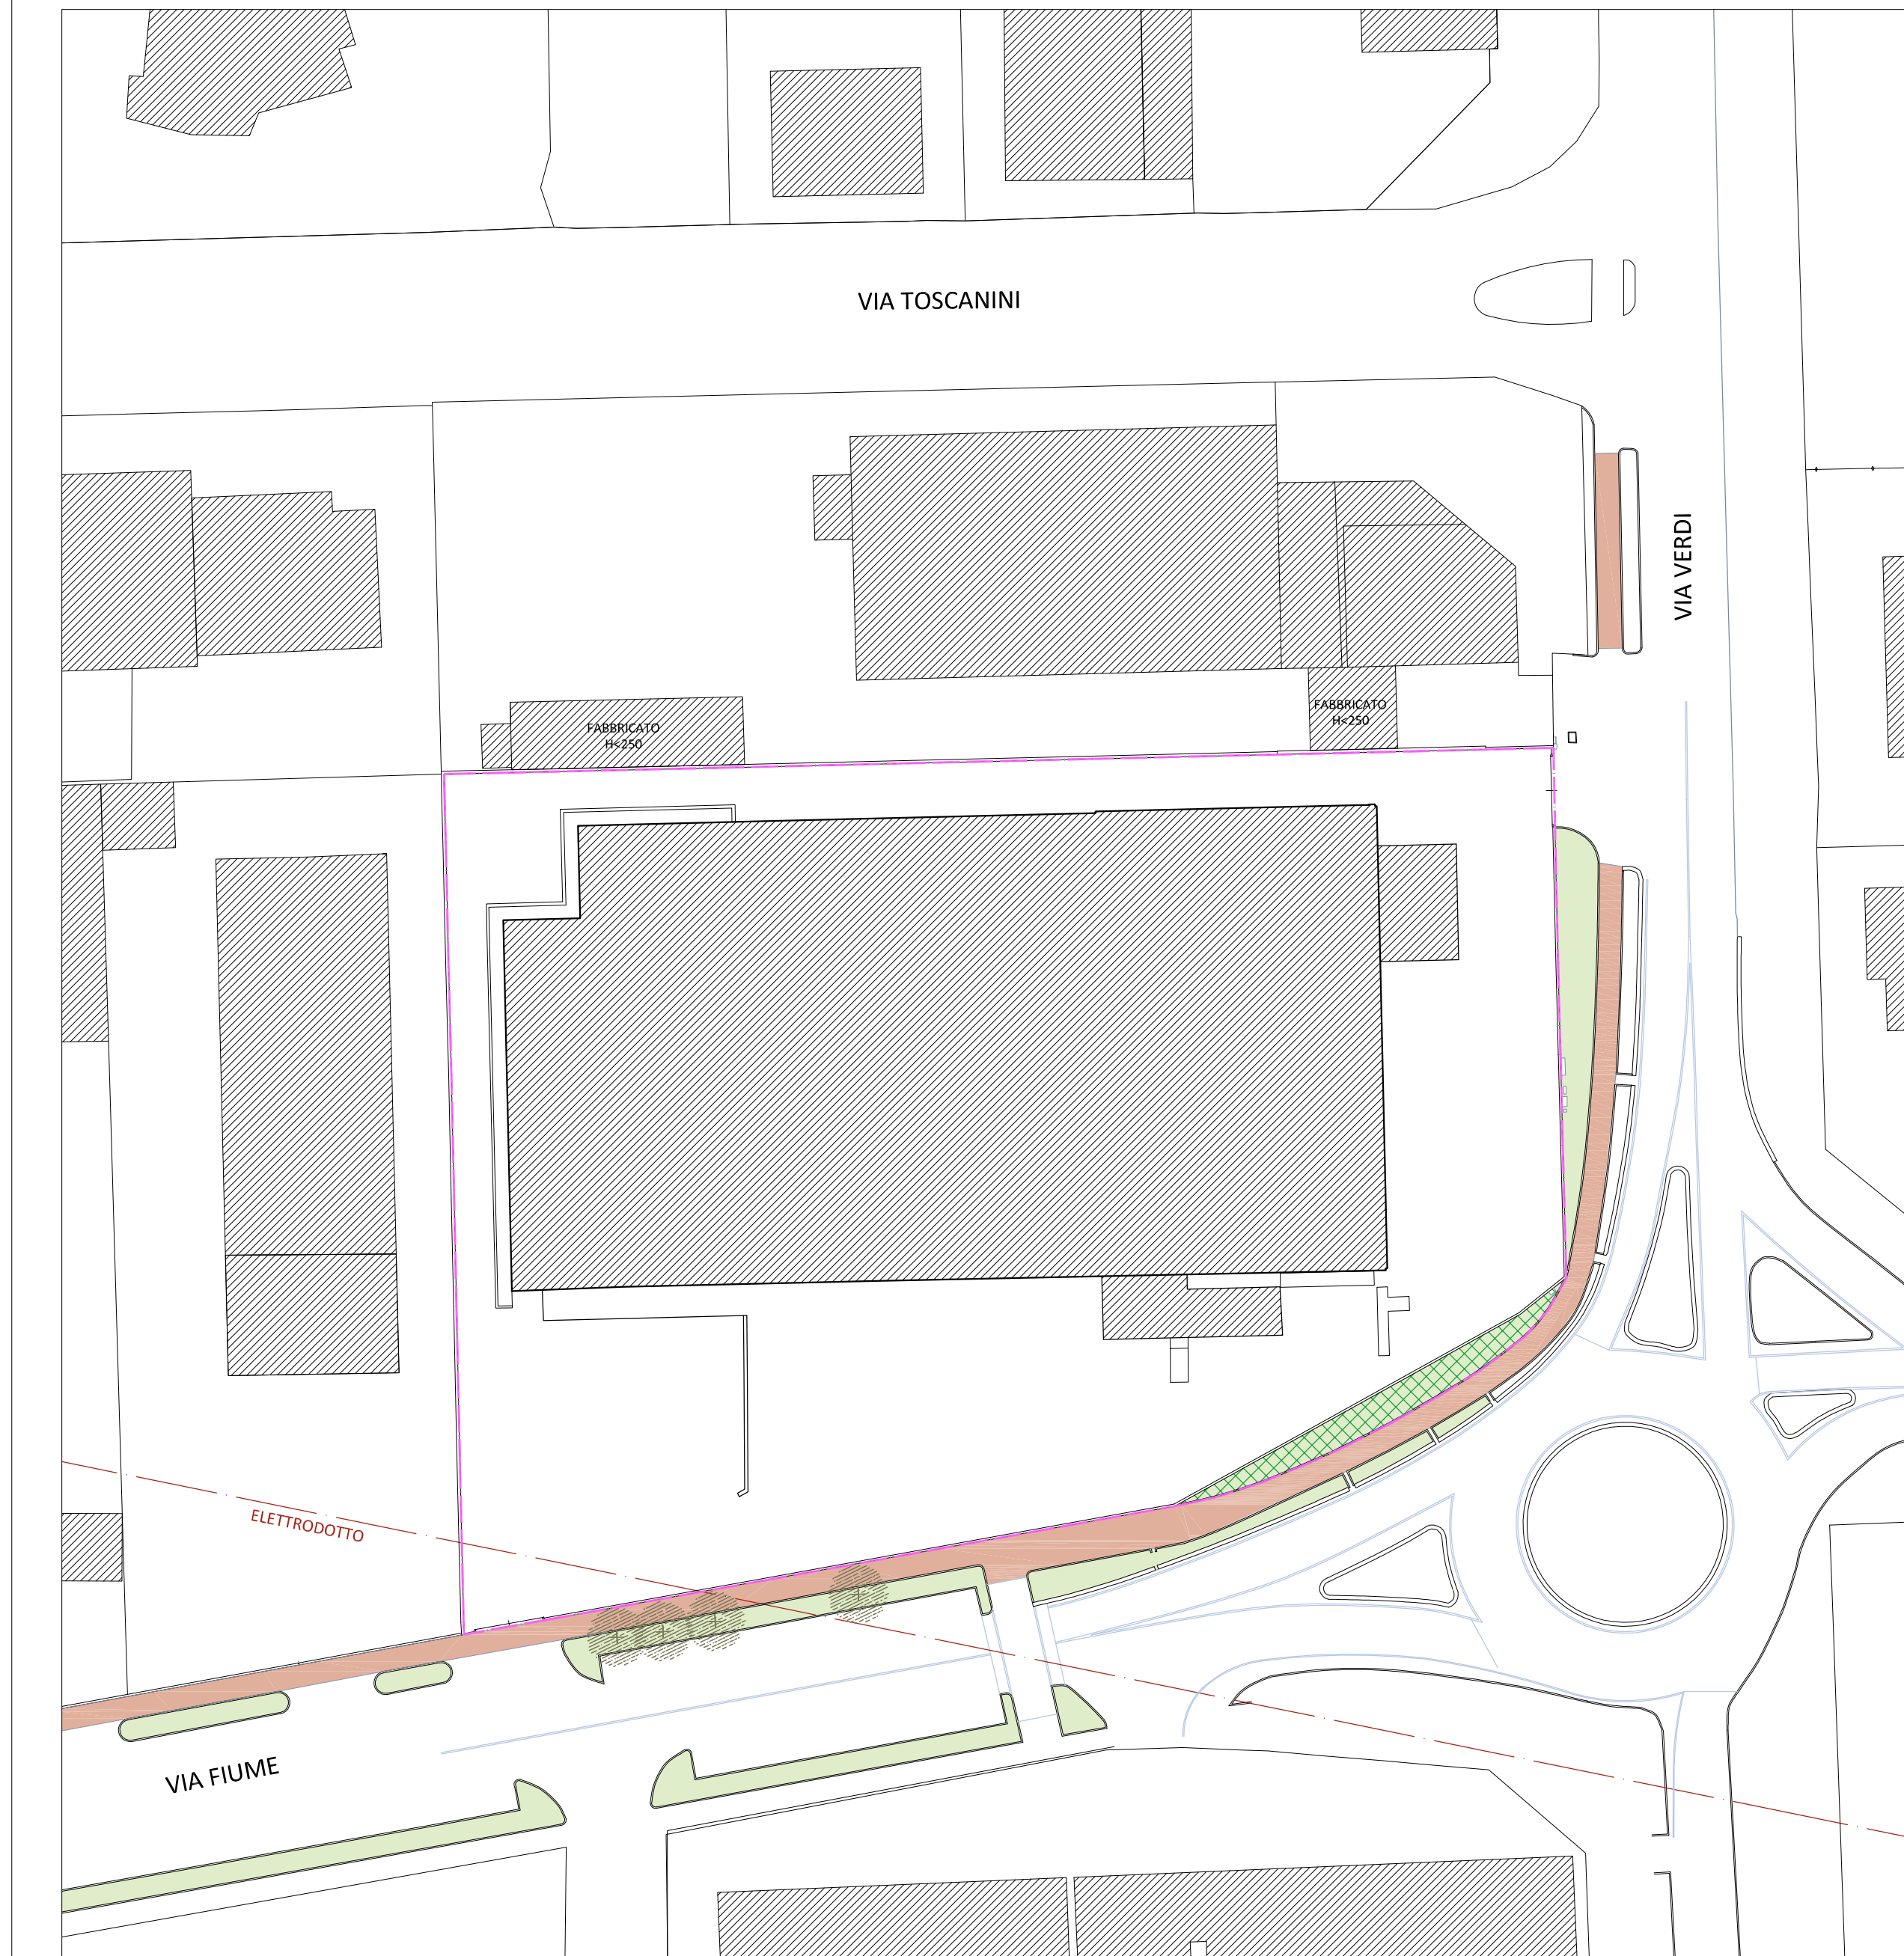 VIA TOSCANINI
VIA VERDI
FABBRICATO
H<250
FABBRICATO
H<250
ELETTRODOTTO
VIA FIUME